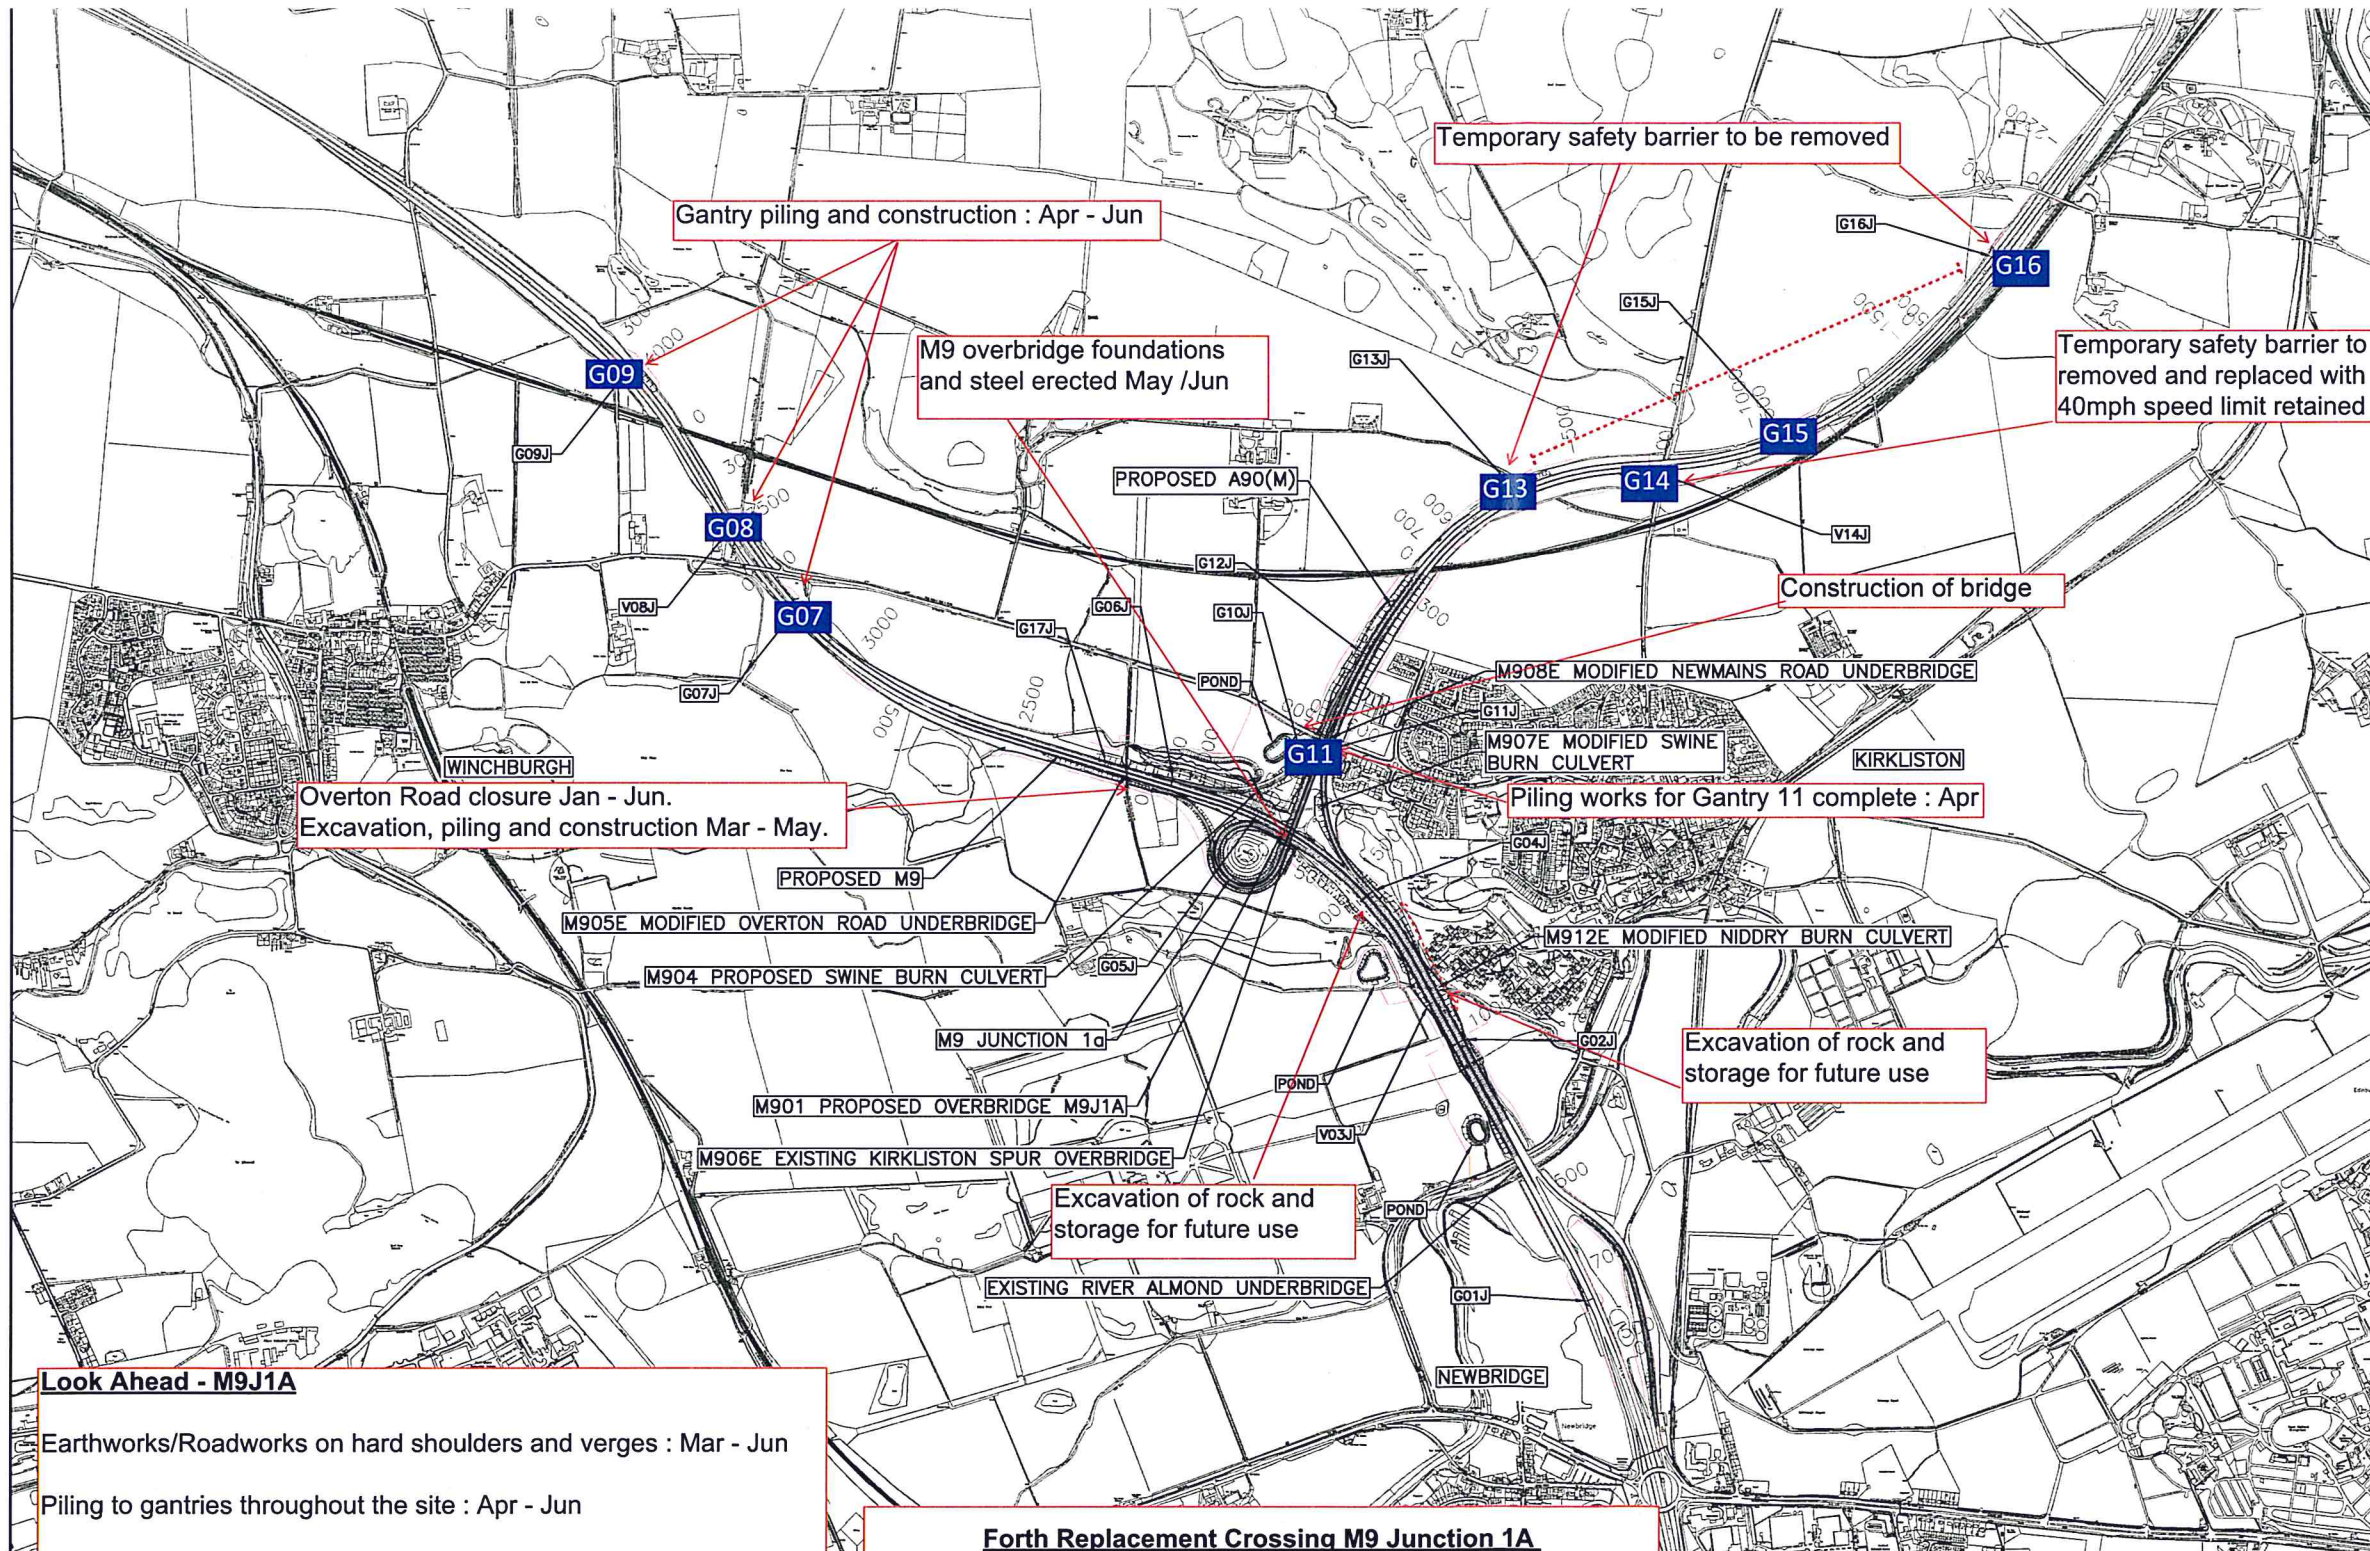 Temporary safety barrier to be removed
Gantry piling and construction : Apr - Jun
G16J
G16
G15J
M9 overbridge foundations
and steel erected May /Jun
Temporary safety barrier to
removed and replaced with
40mph speed limit retained
G13J
G09
G15
G09J
PROPOSED A90(M)
G13
G14
G08
V14J
G12J
Construction of bridge
V08J
G07
G06J
G10J
G17J
M908E MODIFIED NEWMAINS ROAD UNDERBRIDGE
POND
G07J
G11J
M907E MODIFIED SWINE
BURN CULVERT
G11
KIRKLISTON
WINCHBURGH
Overton Road closure Jan - Jun.
Excavation, piling and construction Mar - May.
Piling works for Gantry 11 complete : Apr
G04J
PROPOSED M9
M905E MODIFIED OVERTON ROAD UNDERBRIDGE
M912E MODIFIED NIDDRY BURN CULVERT
G05J
M904 PROPOSED SWINE BURN CULVERT
M9 JUNCTION 1a
G02J
Excavation of rock and
storage for future use
POND
M901 PROPOSED OVERBRIDGE M9J1A
V03J
M906E EXISTING KIRKLISTON SPUR OVERBRIDGE
Excavation of rock and
storage for future use
POND
EXISTING RIVER ALMOND UNDERBRIDGE
G01J
NEWBRIDGE
Newbridge
Look Ahead - M9J1A
Earthworks/Roadworks on hard shoulders and verges : Mar - Jun
Piling to gantries throughout the site : Apr - Jun
Forth Replacement Crossing M9 Junction 1A